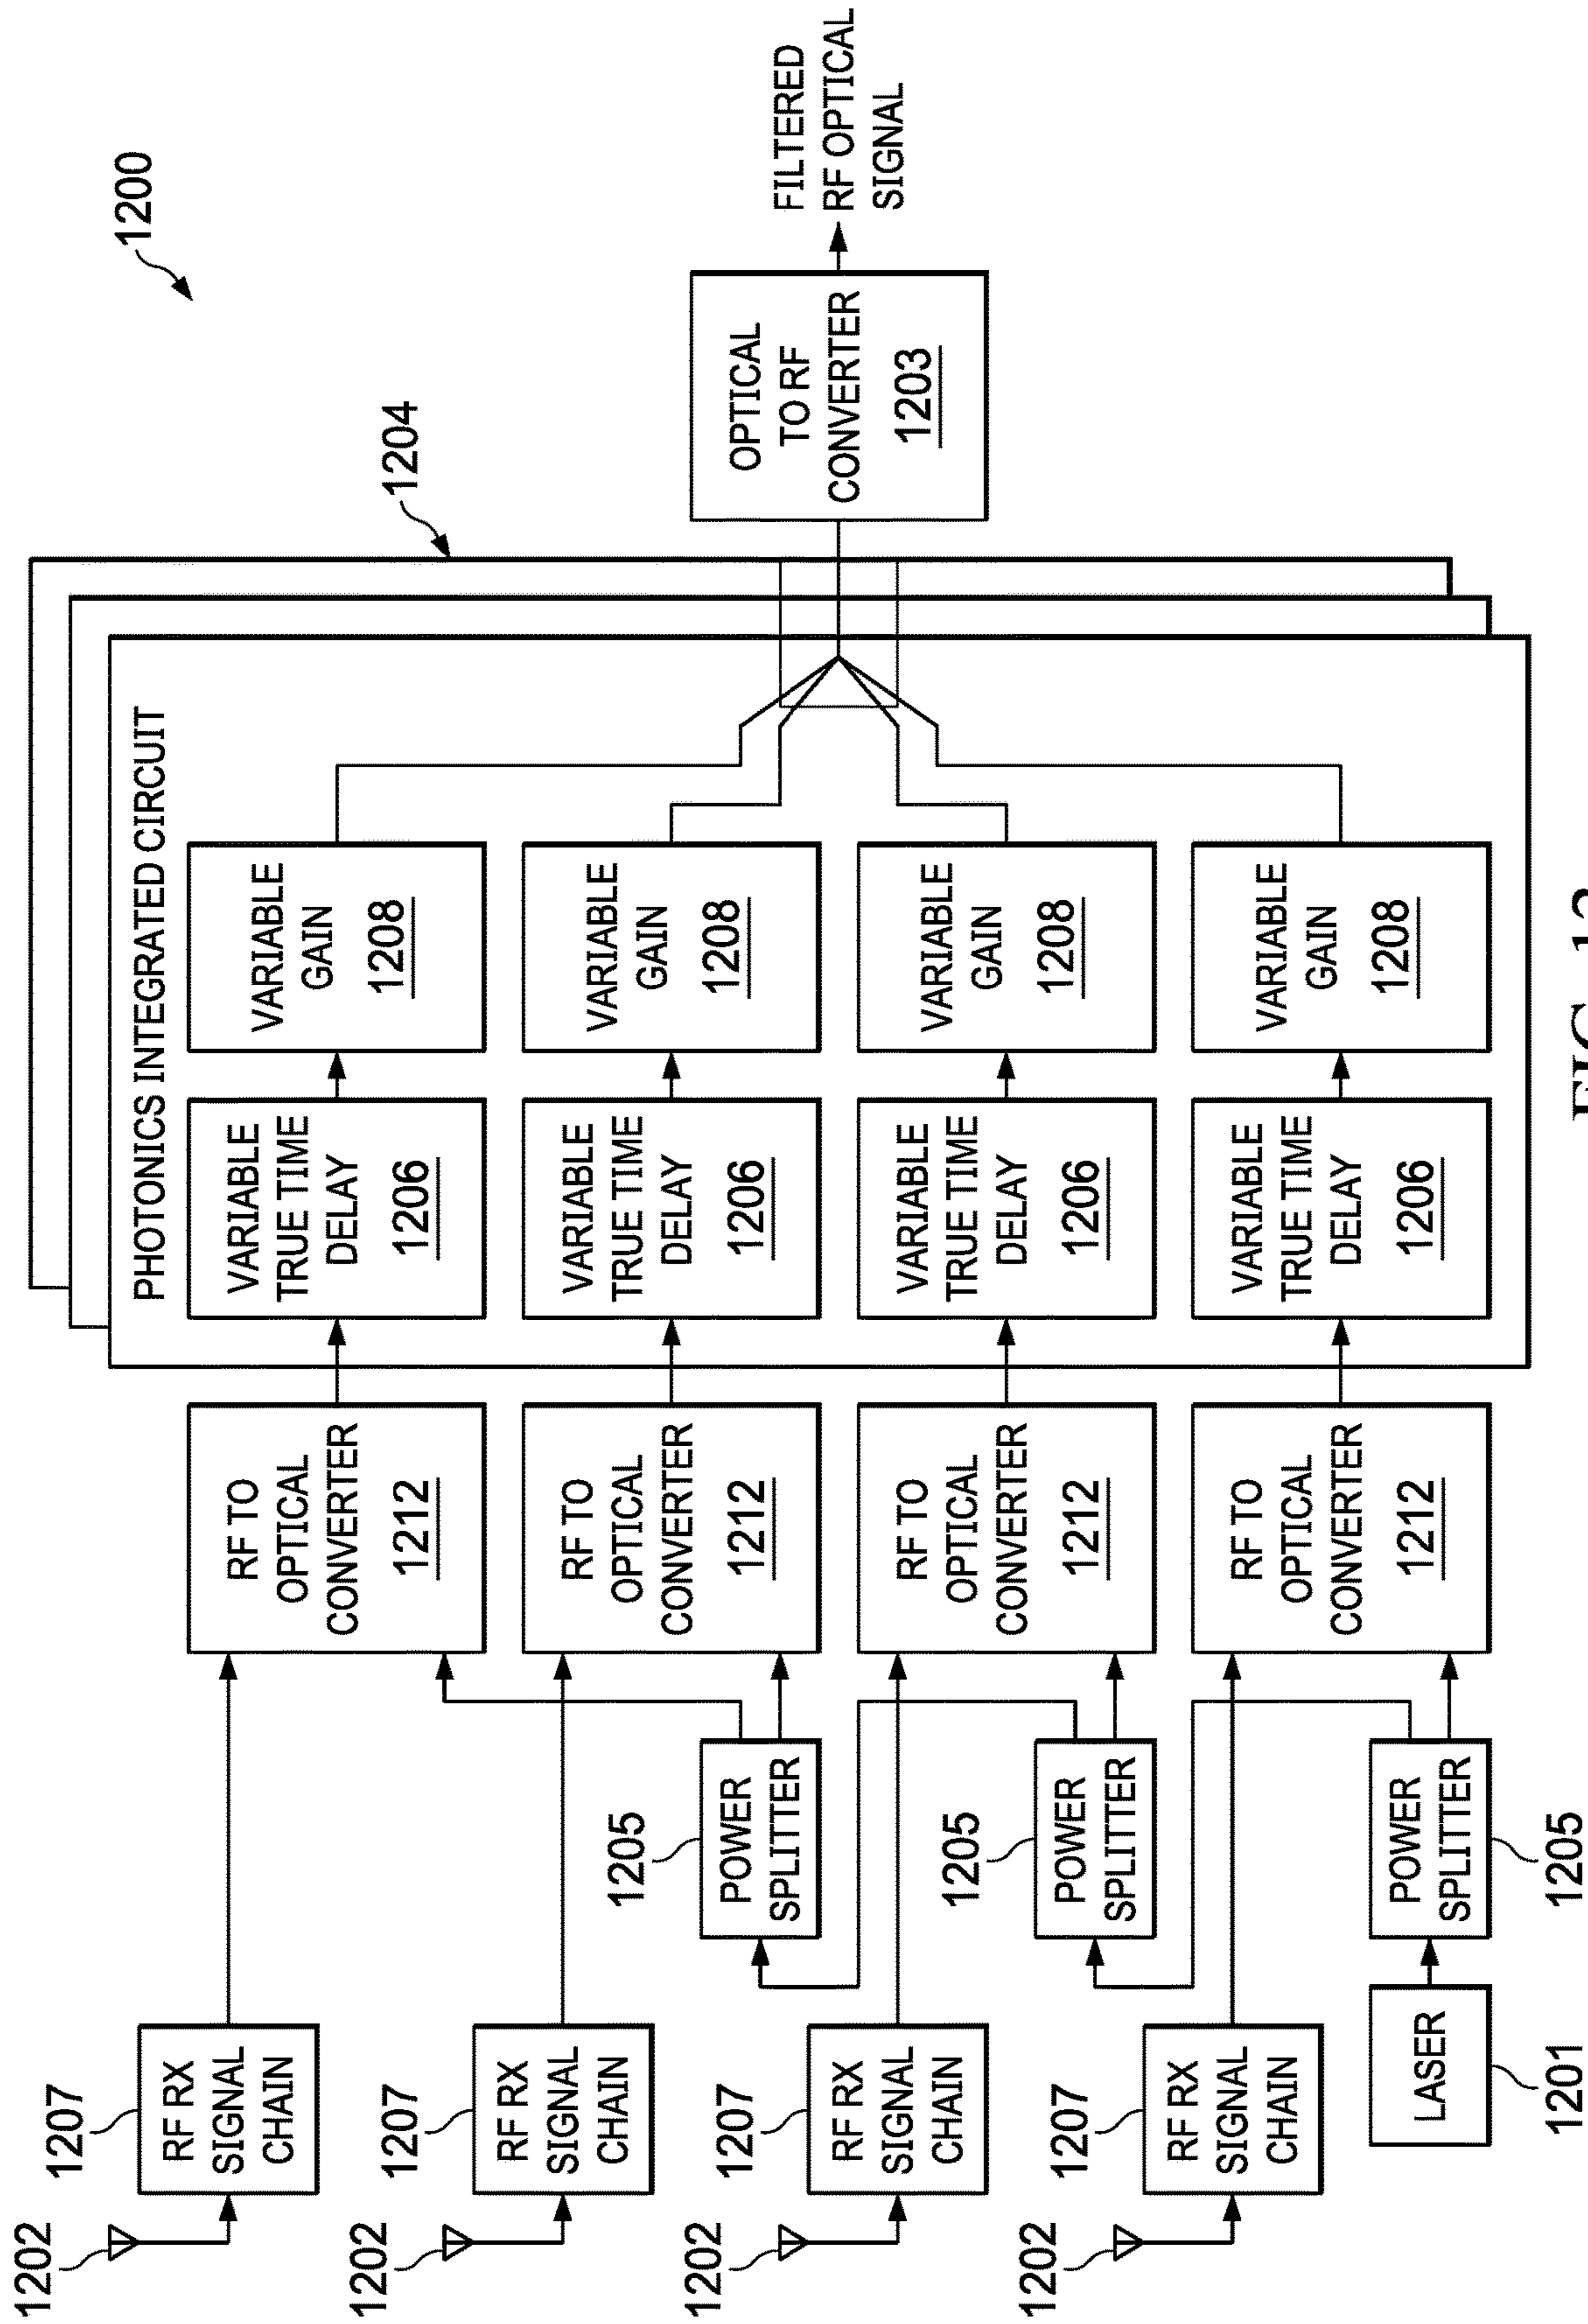 1200
1204
PHOTONICS INTEGRATED CIRCUIT
1202
1207
RF RX
SIGNAL
CHAIN
RF TO
OPTICAL
CONVERTER
1212
VARIABLE
TRUE TIME
DELAY
1206
VARIABLE
GAIN
1208
1202
1207
RF RX
SIGNAL
CHAIN
1205
POWER
SPLITTER
RF TO
OPTICAL
CONVERTER
1212
VARIABLE
TRUE TIME
DELAY
1206
VARIABLE
GAIN
1208
OPTICAL
TO RF
CONVERTER
1203
FILTERED
RF OPTICAL
SIGNAL
1202
1207
RF RX
SIGNAL
CHAIN
1205
POWER
SPLITTER
RF TO
OPTICAL
CONVERTER
1212
VARIABLE
TRUE TIME
DELAY
1206
VARIABLE
GAIN
1208
1202
1207
RF RX
SIGNAL
CHAIN
RF TO
OPTICAL
CONVERTER
1212
VARIABLE
TRUE TIME
DELAY
1206
VARIABLE
GAIN
1208
LASER
1201
POWER
SPLITTER
1205
FIG. 12